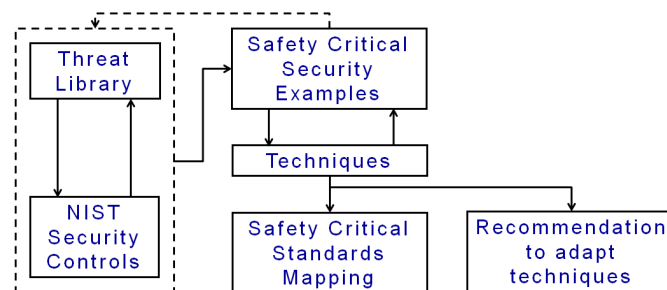 Threat
Library
Safety Critical
Security
Examples
Techniques
NIST
Security
Controls
Safety Critical
Standards
Mapping
Recommendation
to adapt
techniques